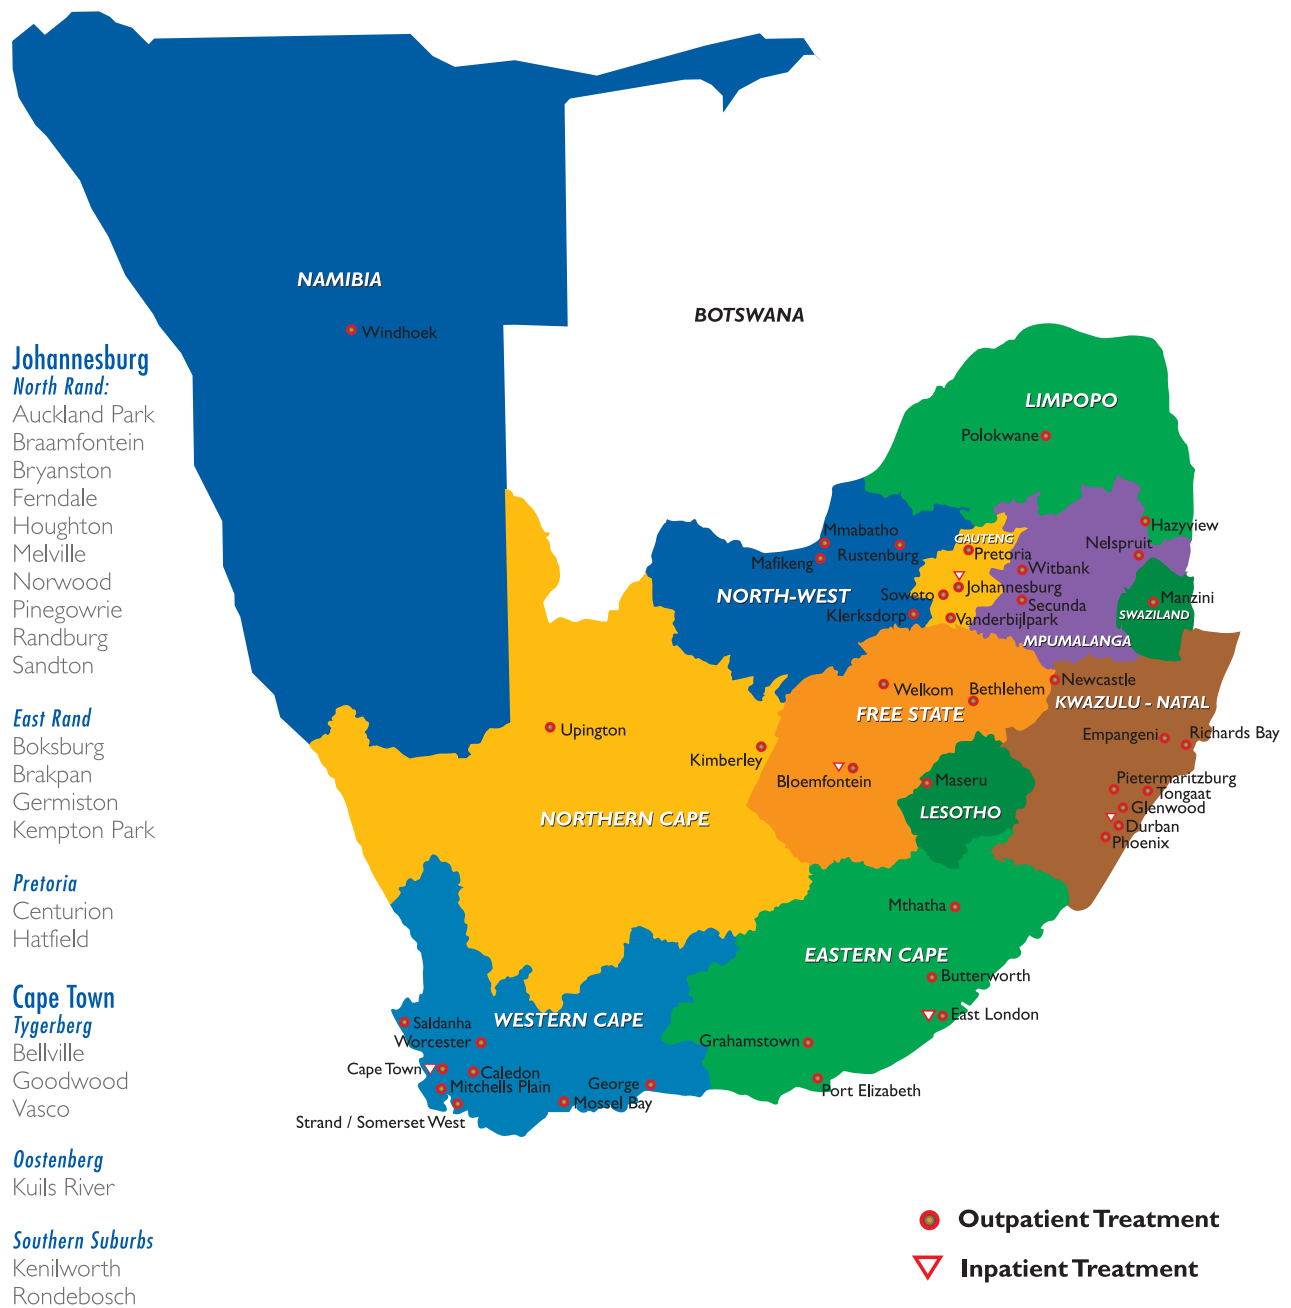 NAMIBIA
Windhoek
BOTSWANA
Johannesburg
North Rand:
Auckland Park
Braamfontein
Bryanston
Ferndale
Houghton
Melville
Norwood
Pinegowrie
Randburg
Sandton
East Rand
Boksburg
Brakpan
Germiston
Kempton Park
Pretoria
Centurion
Hatfield
Cape Town
Tygerberg
Bellville
Goodwood
Vasco
Oostenberg
Kuils River
Southern Suburbs
Kenilworth
Rondebosch
LIMPOPO
Polokwane
Mmabatho
Rustenburg
Mafikeng
NORTH-WEST
Klerksdorp
GAUTENG
Pretoria
Johannesburg
Soweto
Vanderbijlpark
Hazyview
Nelspruit
Witbank
Secunda
MPUMALANGA
Manzini
SWAZILAND
Newcastle
KWAZULU - NATAL
Empangeni
Richards Bay
Pietermaritzburg
Tongaat
Glenwood
Durban
Phoenix
Welkom
Bethlehem
FREE STATE
Bloemfontein
Maseru
LESOTHO
Upington
Kimberley
NORTHERN CAPE
Mthatha
EASTERN CAPE
Butterworth
East London
Grahamstown
Port Elizabeth
WESTERN CAPE
Saldanha
Worcester
Cape Town
Caledon
Mitchells Plain
George
Mossel Bay
Strand / Somerset West
Outpatient Treatment
Inpatient Treatment